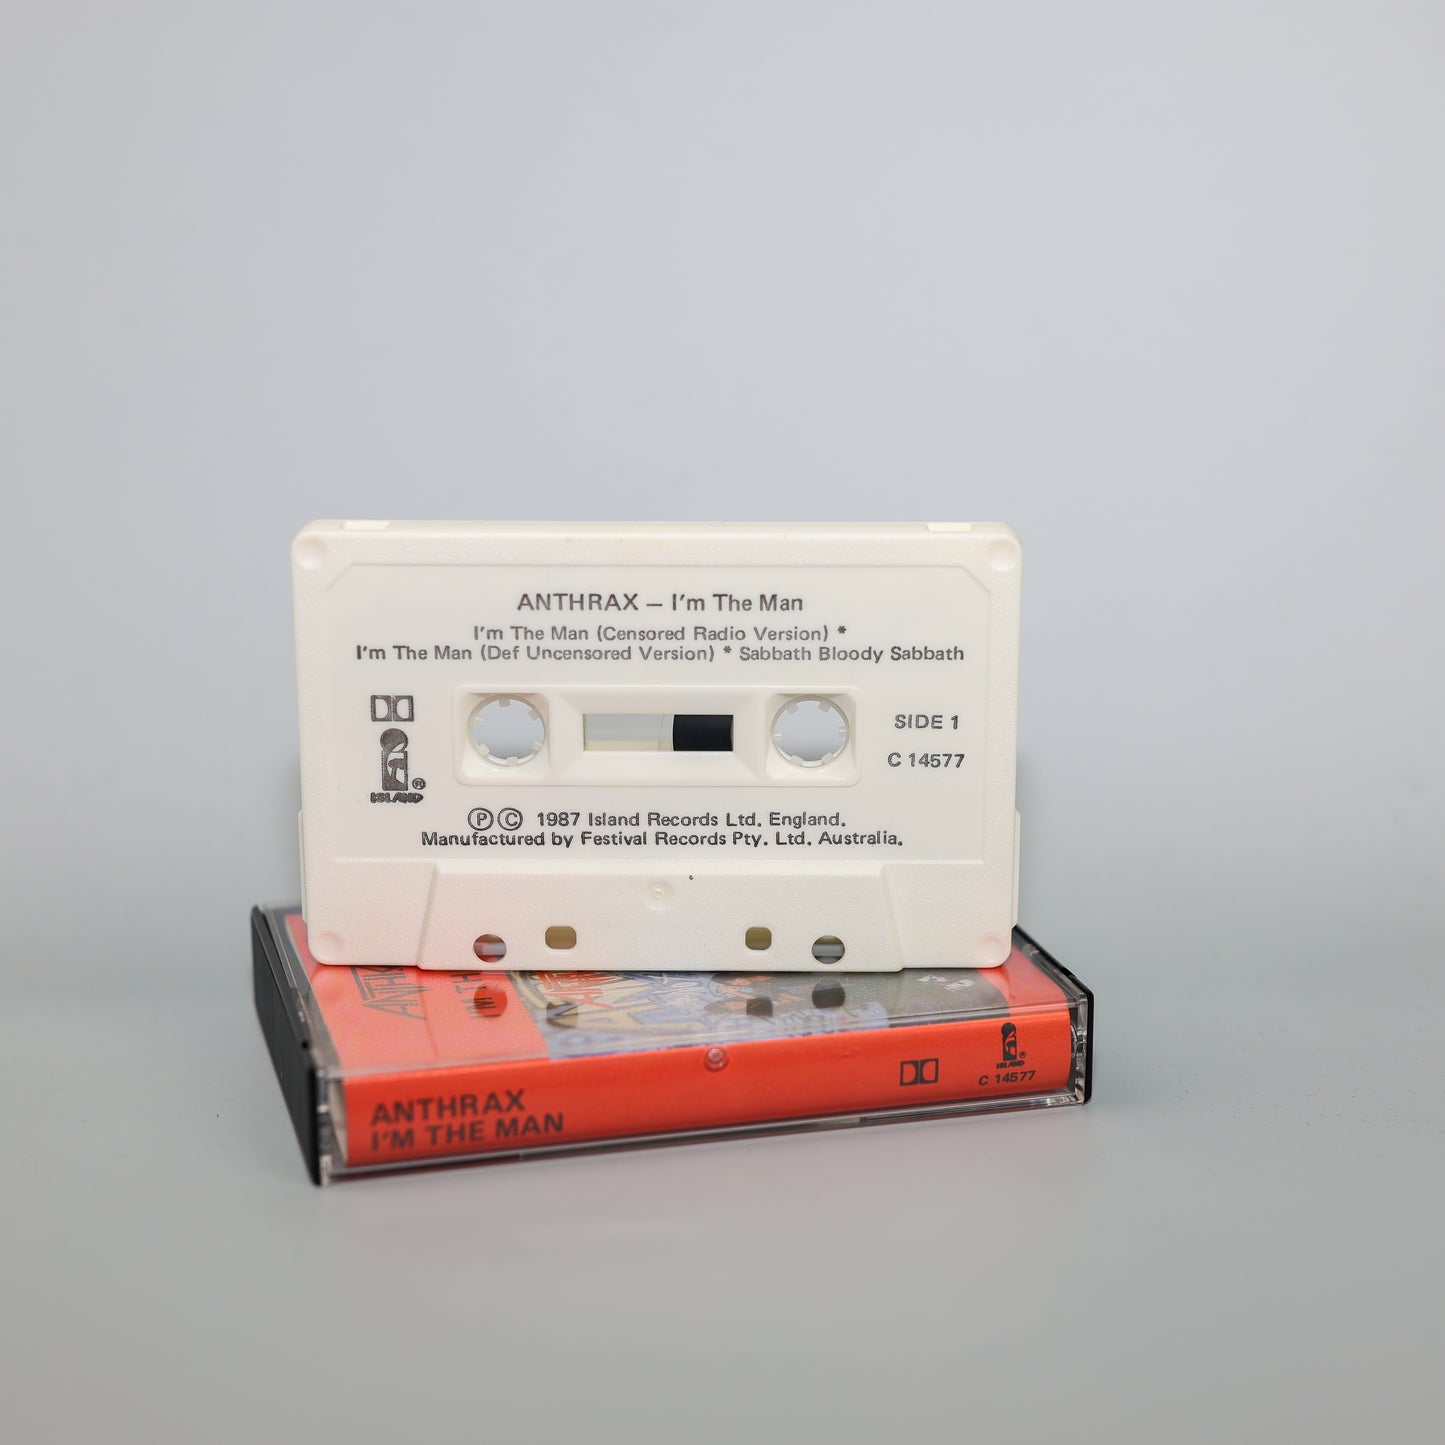 ANTHRAX — I'm The Man
I'm The Man (Censored Radio Version) *
I'm The Man (Def Uncensored Version) * Sabbath Bloody Sabbath
SIDE 1
C 14577
ISLAND®
Ⓟ Ⓒ 1987 Island Records Ltd. England.
Manufactured by Festival Records Pty. Ltd. Australia.
ANTHRAX
I'M THE MAN
ISLAND®
C 14577